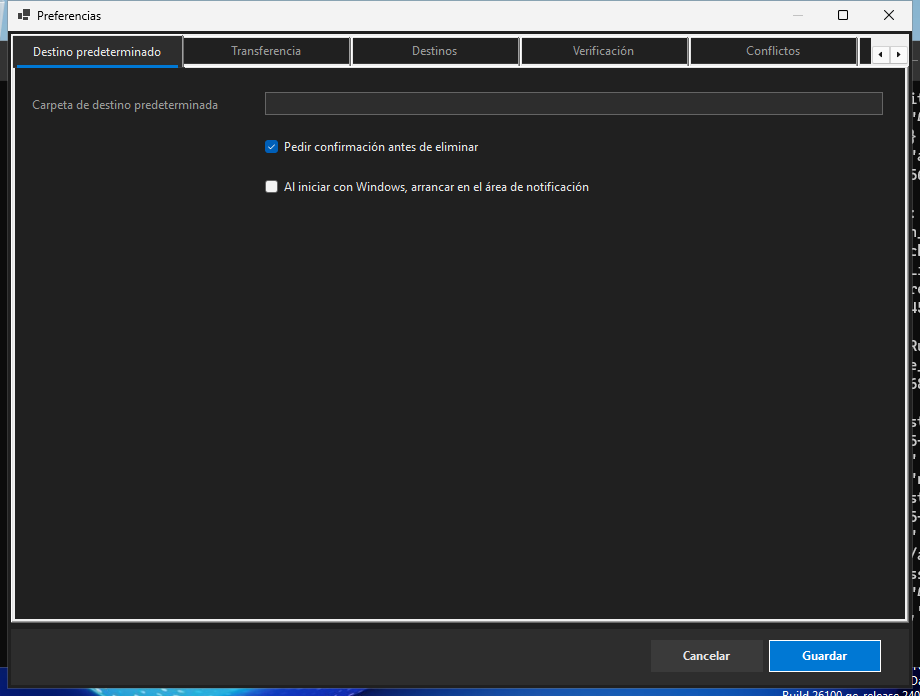 Preferencias
Destino predeterminado
Transferencia
Destinos
Verificación
Conflictos
Carpeta de destino predeterminada
Pedir confirmación antes de eliminar
Al iniciar con Windows, arrancar en el área de notificación
Cancelar
Guardar